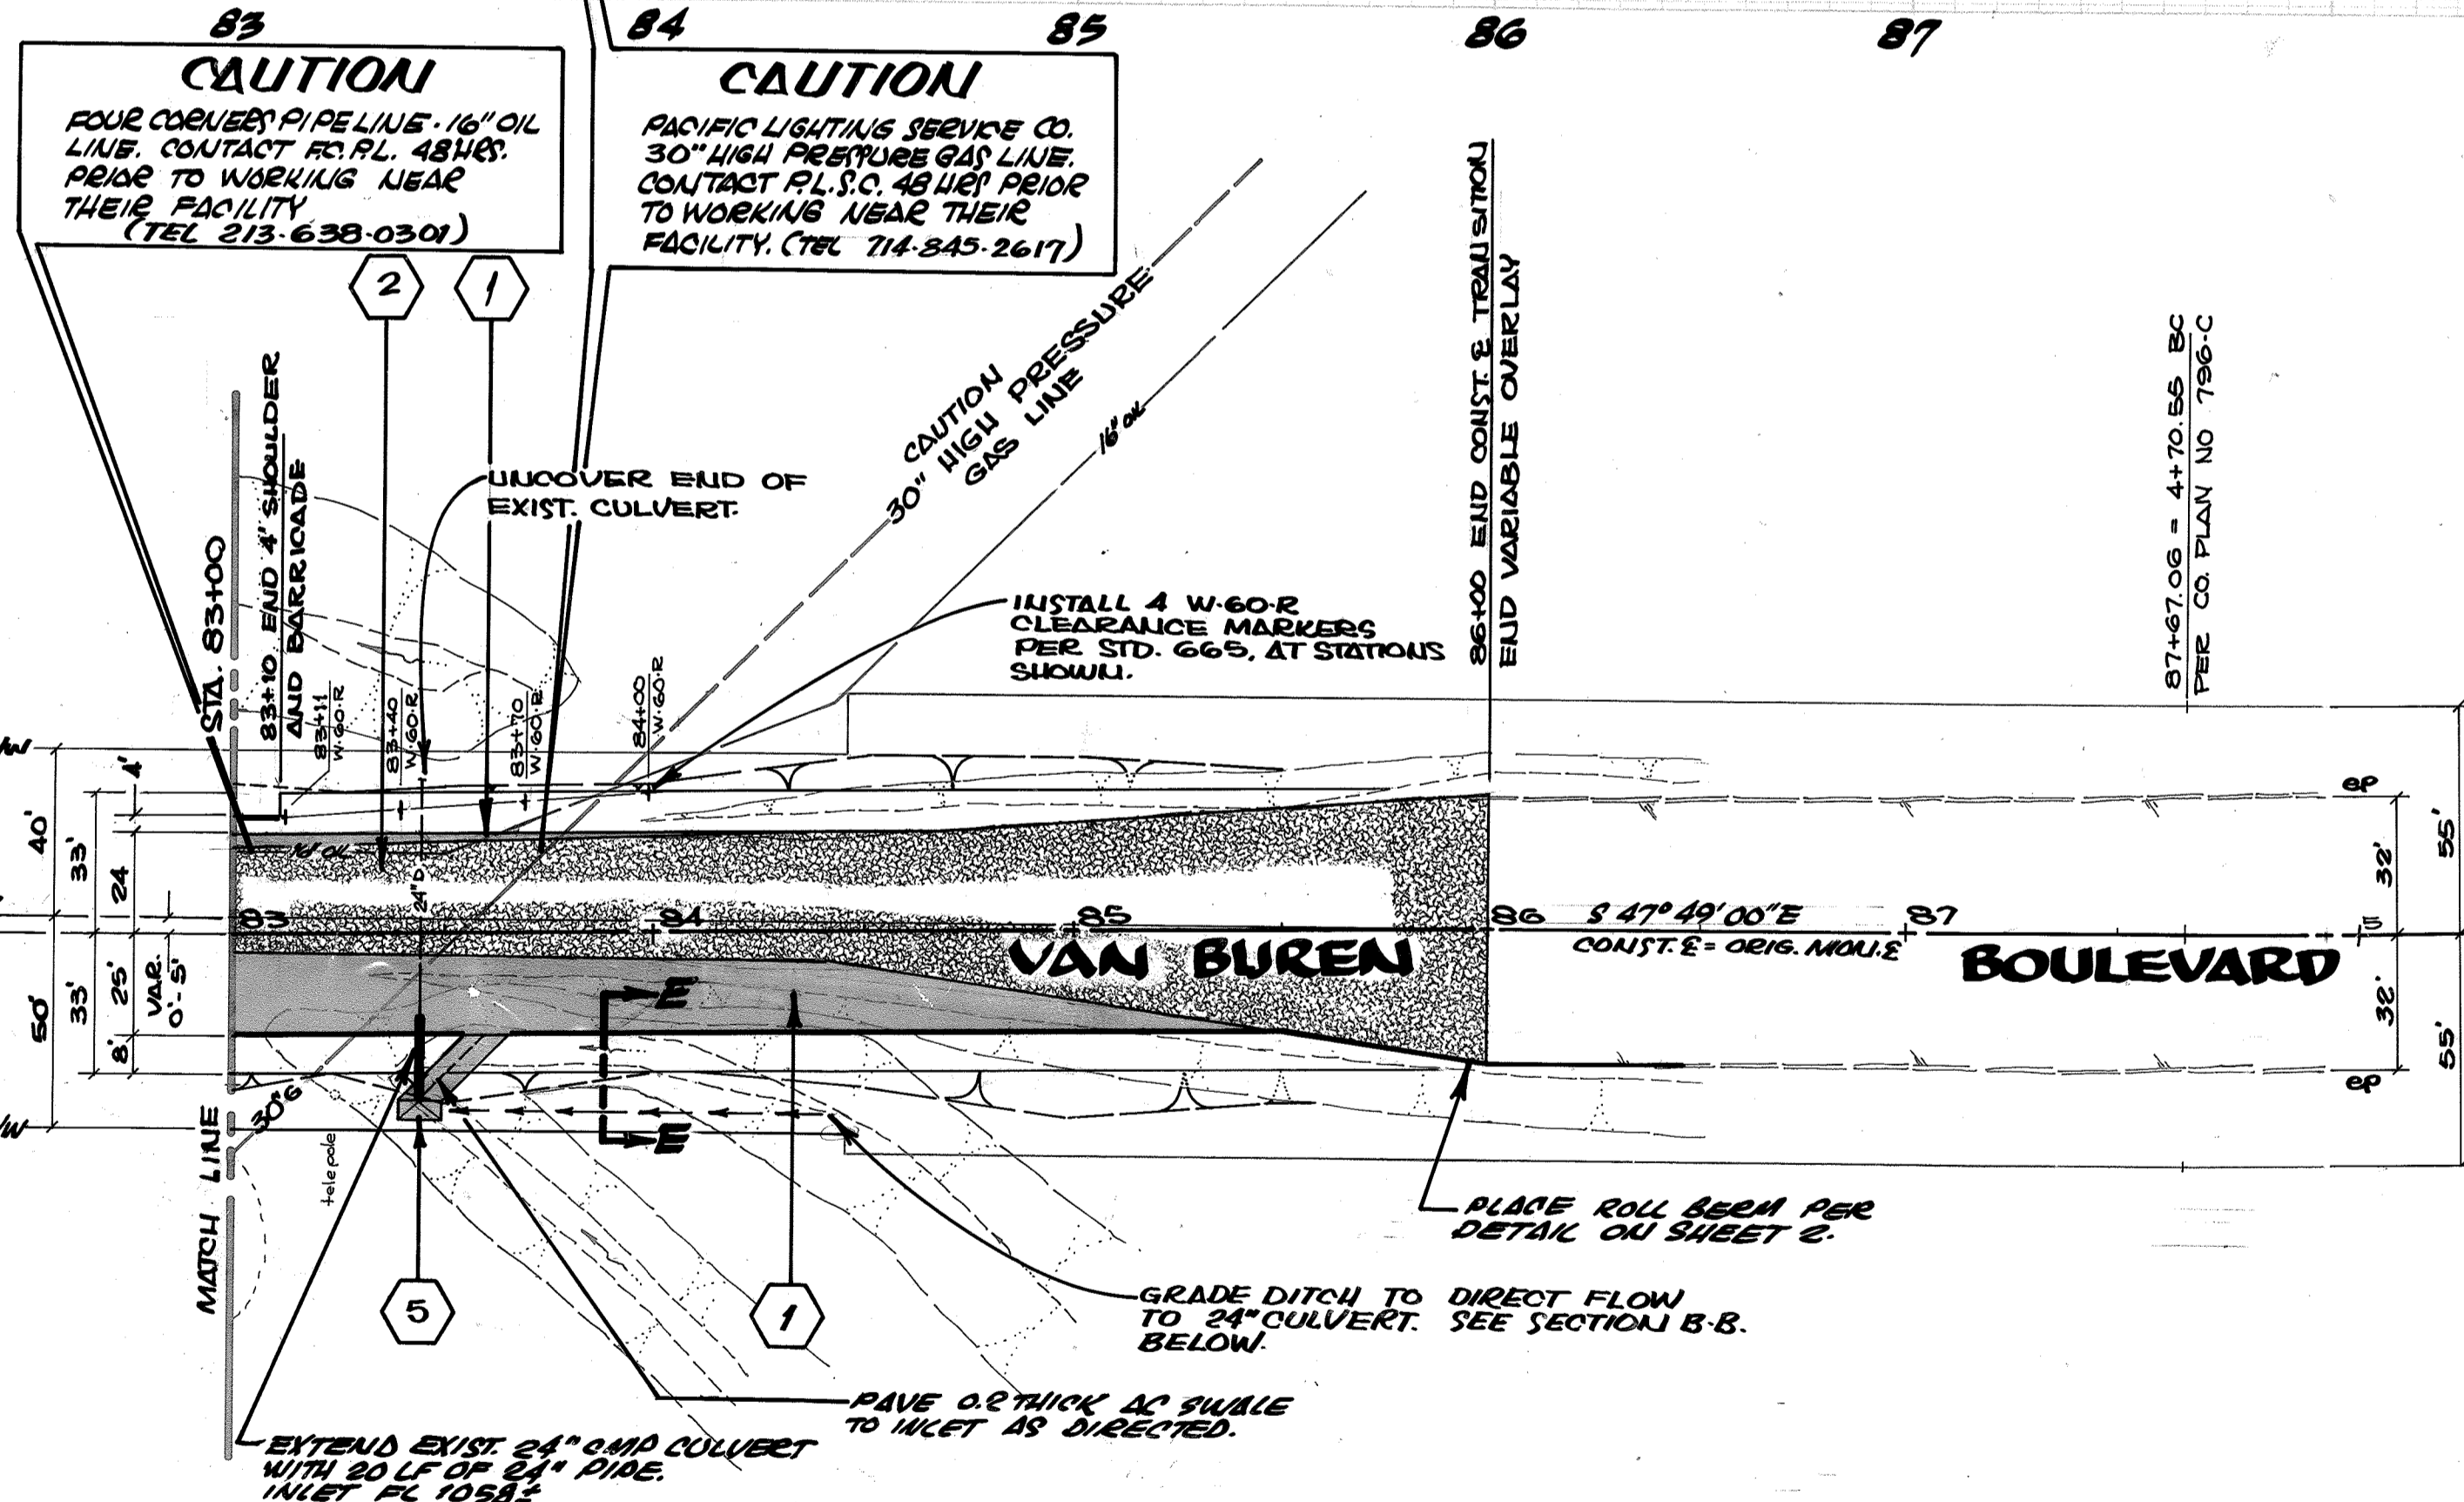 83
84
85
86
87
CAUTION
FOUR CORNERS PIPE LINE · 16" OIL
LINE. CONTACT F.C.P.L. 48 HRS.
PRIOR TO WORKING NEAR
THEIR FACILITY
(TEL 213·638·0301)
CAUTION
PACIFIC LIGHTING SERVICE CO.
30" HIGH PRESSURE GAS LINE.
CONTACT P.L.S.C. 48 HRS PRIOR
TO WORKING NEAR THEIR
FACILITY. (TEL 714·845·2617)
2
1
UNCOVER END OF
EXIST. CULVERT.
CAUTION
30" HIGH PRESSURE
GAS LINE
16" OIL
INSTALL 4 W·60·R
CLEARANCE MARKERS
PER STD. 665, AT STATIONS
SHOWN.
86+00 END CONST. & TRANSITION
END VARIABLE OVERLAY
87+67.06 = 4+70.55 BC
PER CO. PLAN NO 796-C
STA. 83+00
83+10 END 4' SHOULDER
AND BARRICADE
83+11
W·60·R
83+40
W·60·R
83+70
W·60·R
84+00
W·60·R
/W
4'
40'
33'
24
16" OIL
24"D
83
84
85
86
S 47° 49' 00" E
87
5
CONST. ℄ = ORIG. MON. ℄
VAN BUREN
BOULEVARD
ep
32'
55'
32'
55'
ep
50'
33'
25'
VAR.
0'-5'
8'
/W
E
E
30"G
tele pole
MATCH LINE
5
1
PLACE ROLL BERM PER
DETAIL ON SHEET 2.
GRADE DITCH TO DIRECT FLOW
TO 24" CULVERT. SEE SECTION B-B.
BELOW.
PAVE 0.2 THICK AC SWALE
TO INLET AS DIRECTED.
EXTEND EXIST. 24" CMP CULVERT
WITH 20 LF OF 24" PIPE.
INLET FL 1058±